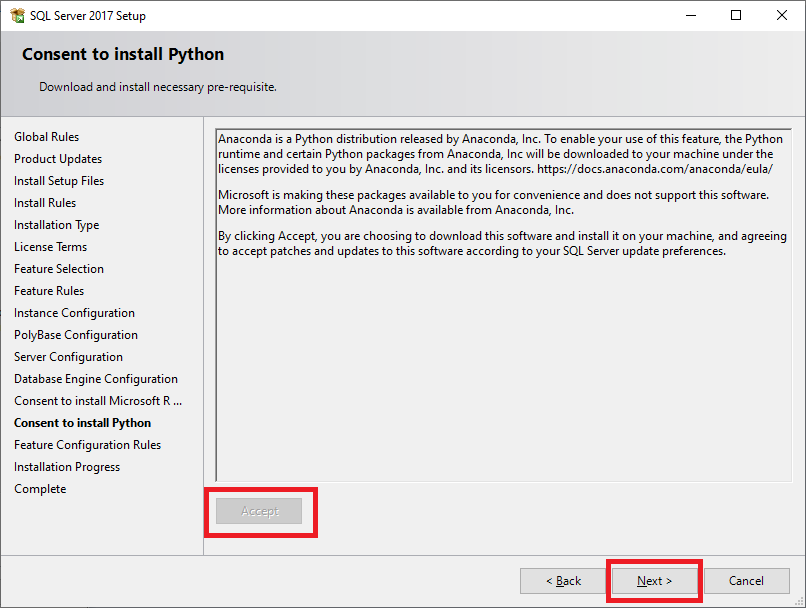 SQL Server 2017 Setup
Consent to install Python
Download and install necessary pre-requisite.
Global Rules
Product Updates
Install Setup Files
Install Rules
Installation Type
License Terms
Feature Selection
Feature Rules
Instance Configuration
PolyBase Configuration
Server Configuration
Database Engine Configuration
Consent to install Microsoft R ...
Consent to install Python
Feature Configuration Rules
Installation Progress
Complete
Anaconda is a Python distribution released by Anaconda, Inc. To enable your use of this feature, the Python
runtime and certain Python packages from Anaconda, Inc will be downloaded to your machine under the
licenses provided to you by Anaconda, Inc. and its licensors. https://docs.anaconda.com/anaconda/eula/
Microsoft is making these packages available to you for convenience and does not support this software.
More information about Anaconda is available from Anaconda, Inc.
By clicking Accept, you are choosing to download this software and install it on your machine, and agreeing
to accept patches and updates to this software according to your SQL Server update preferences.
Accept
< Back
Next >
Cancel